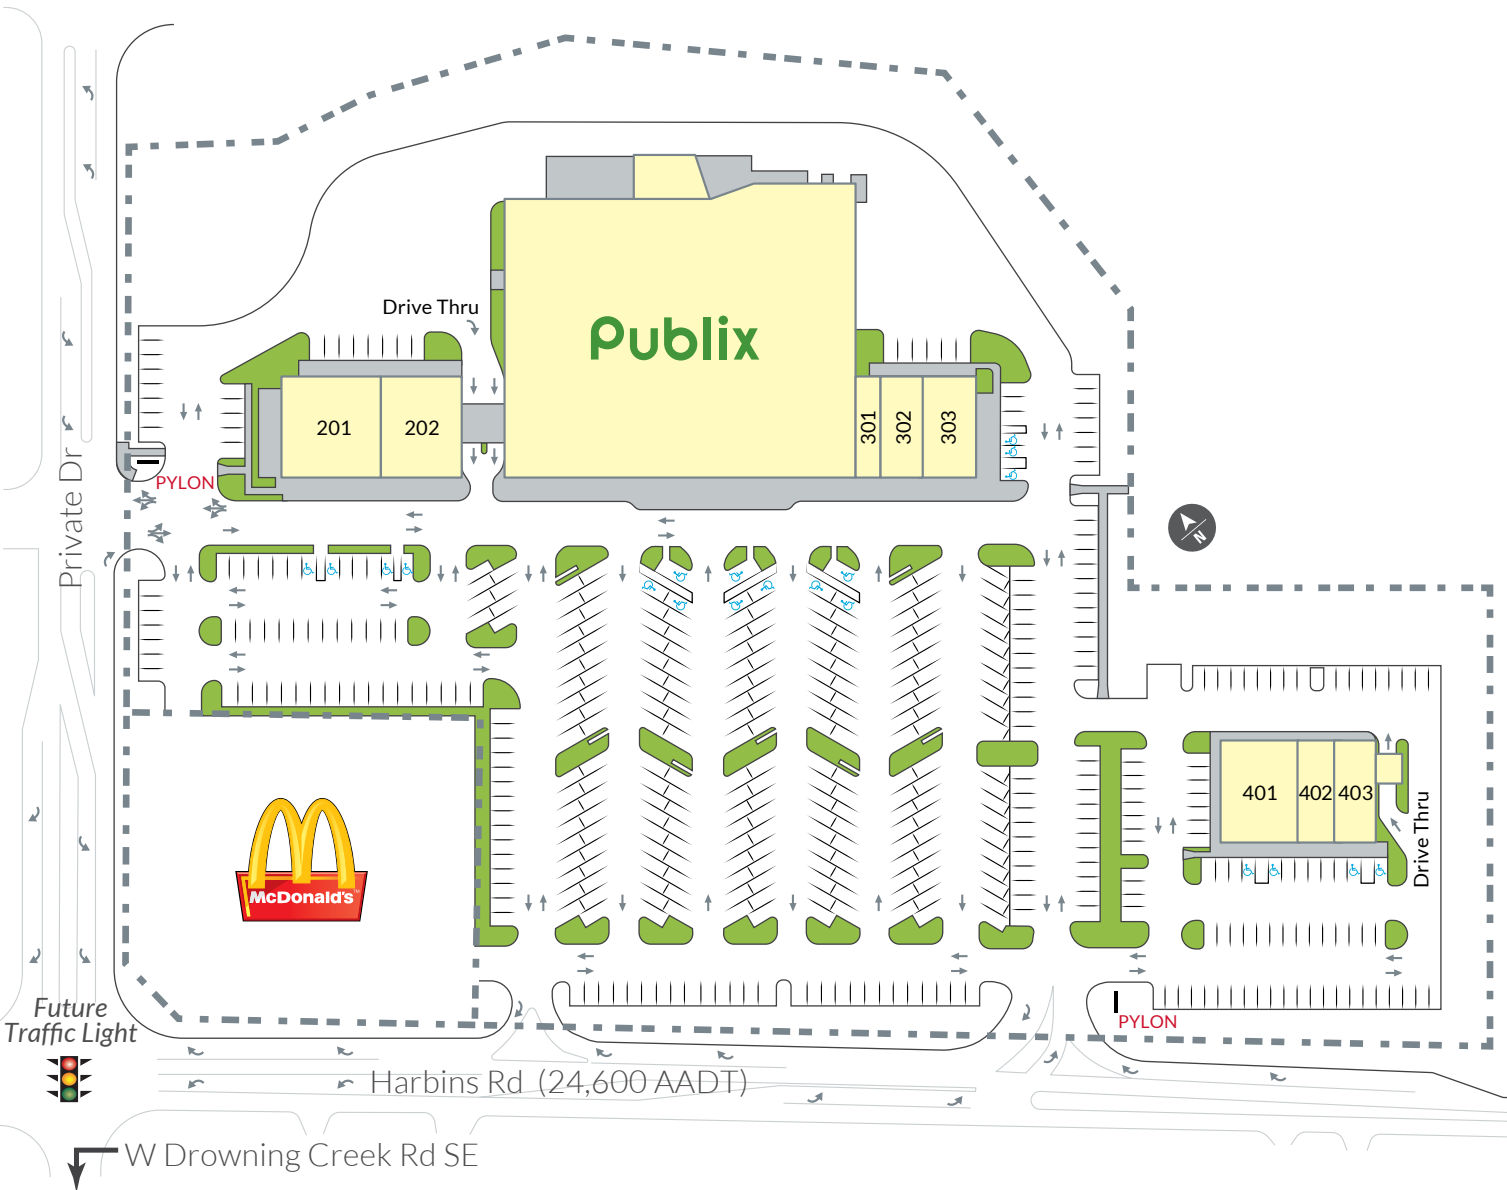 Drive Thru
Publix
201
202
301
302
303
PYLON
Private Dr
N
401
402
403
Drive Thru
McDonald's™
Future
Traffic Light
PYLON
Harbins Rd (24,600 AADT)
W Drowning Creek Rd SE